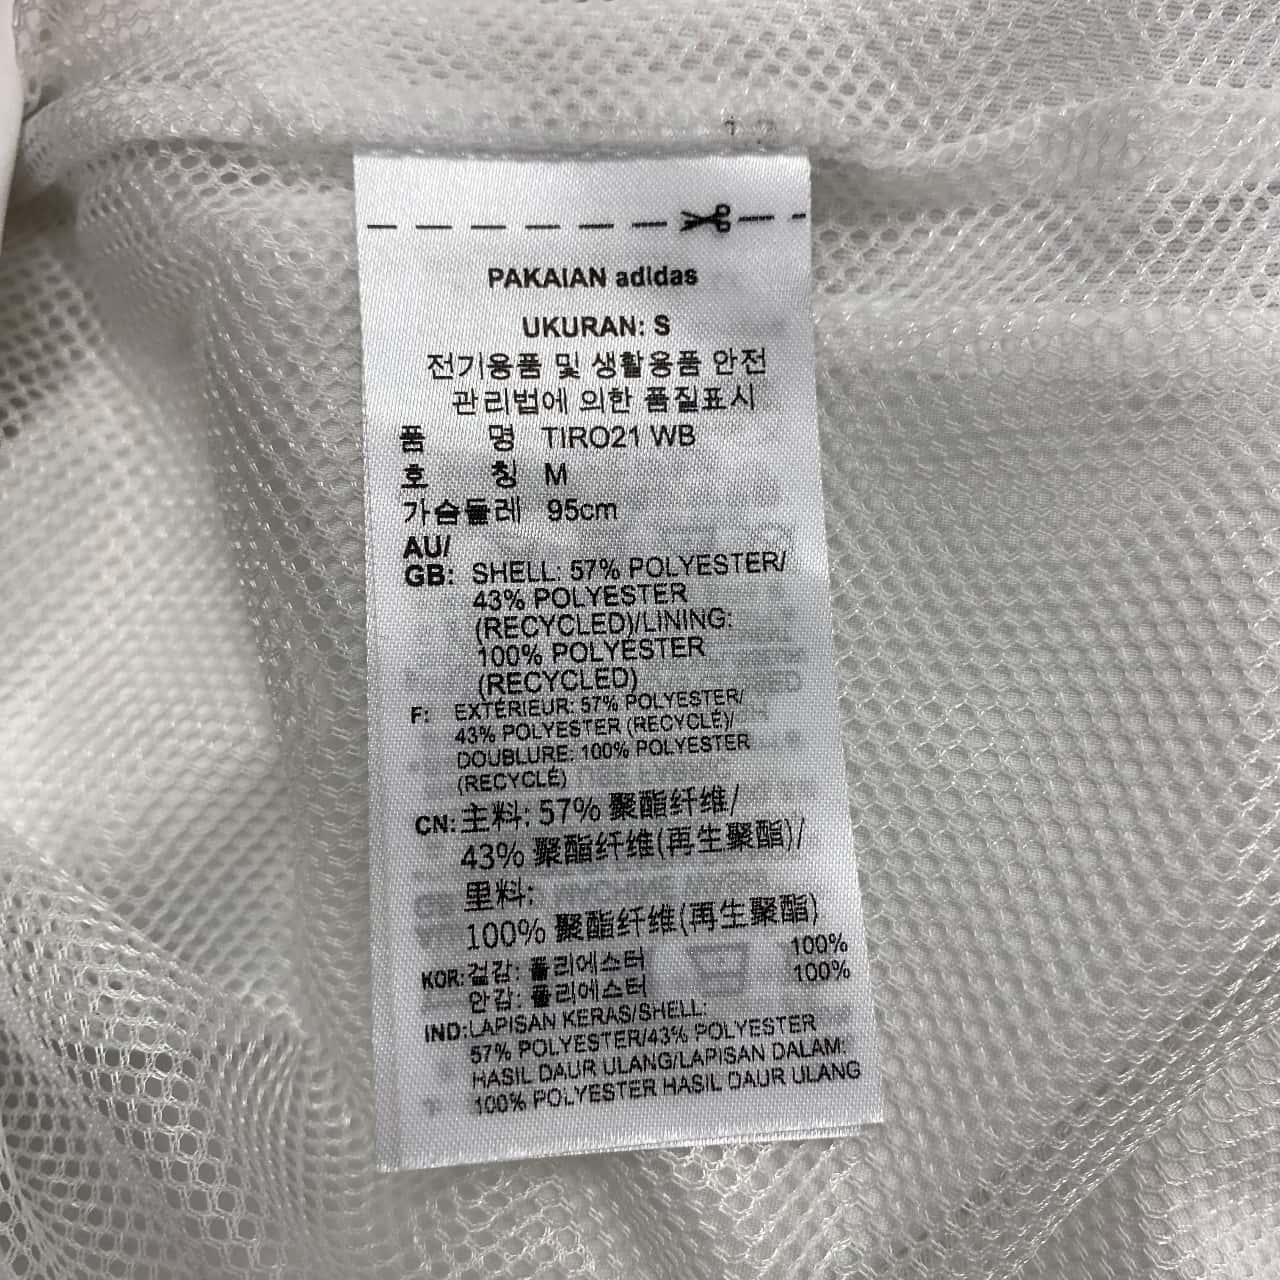 PAKAIAN adidas
UKURAN: S
전기용품 및 생활용품 안전
관리법에 의한 품질표시
품 명 TIRO21 WB
호 칭 M
가슴둘레 95cm
AU/
GB: SHELL: 57% POLYESTER/
43% POLYESTER
(RECYCLED)/LINING:
100% POLYESTER
(RECYCLED)
F: EXTÉRIEUR: 57% POLYESTER/
43% POLYESTER (RECYCLÉ)/
DOUBLURE: 100% POLYESTER
(RECYCLÉ)
CN: 主料: 57% 聚酯纤维/
43% 聚酯纤维(再生聚酯)/
里料:
100% 聚酯纤维(再生聚酯)
KOR: 겉감: 폴리에스터 100%
안감: 폴리에스터 100%
IND: LAPISAN KERAS/SHELL:
57% POLYESTER/43% POLYESTER
HASIL DAUR ULANG/LAPISAN DALAM:
100% POLYESTER HASIL DAUR ULANG